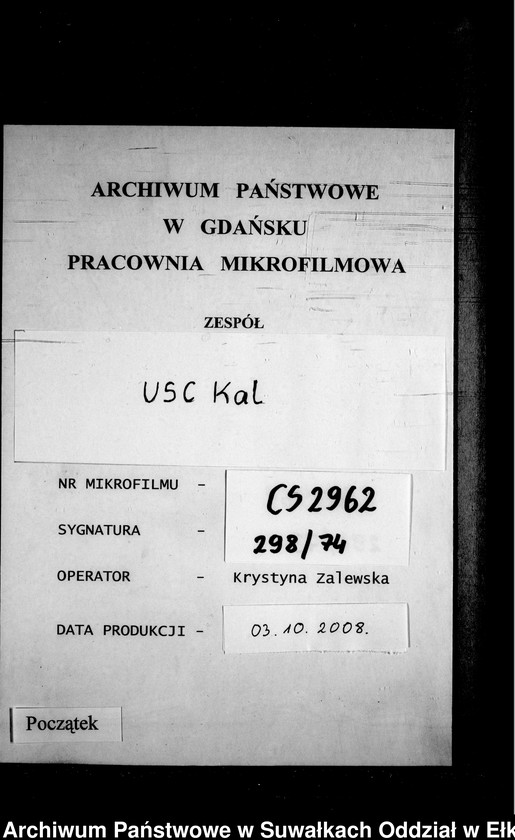 ARCHIWUM PAŃSTWOWE
W GDAŃSKU
PRACOWNIA MIKROFILMOWA
ZESPÓŁ
USC Kal
NR MIKROFILMU - CS2962
SYGNATURA - 298/74
OPERATOR - Krystyna Zalewska
DATA PRODUKCJI - 03.10.2008.
Początek
Archiwum Państwowe w Suwałkach Oddział w Ełk